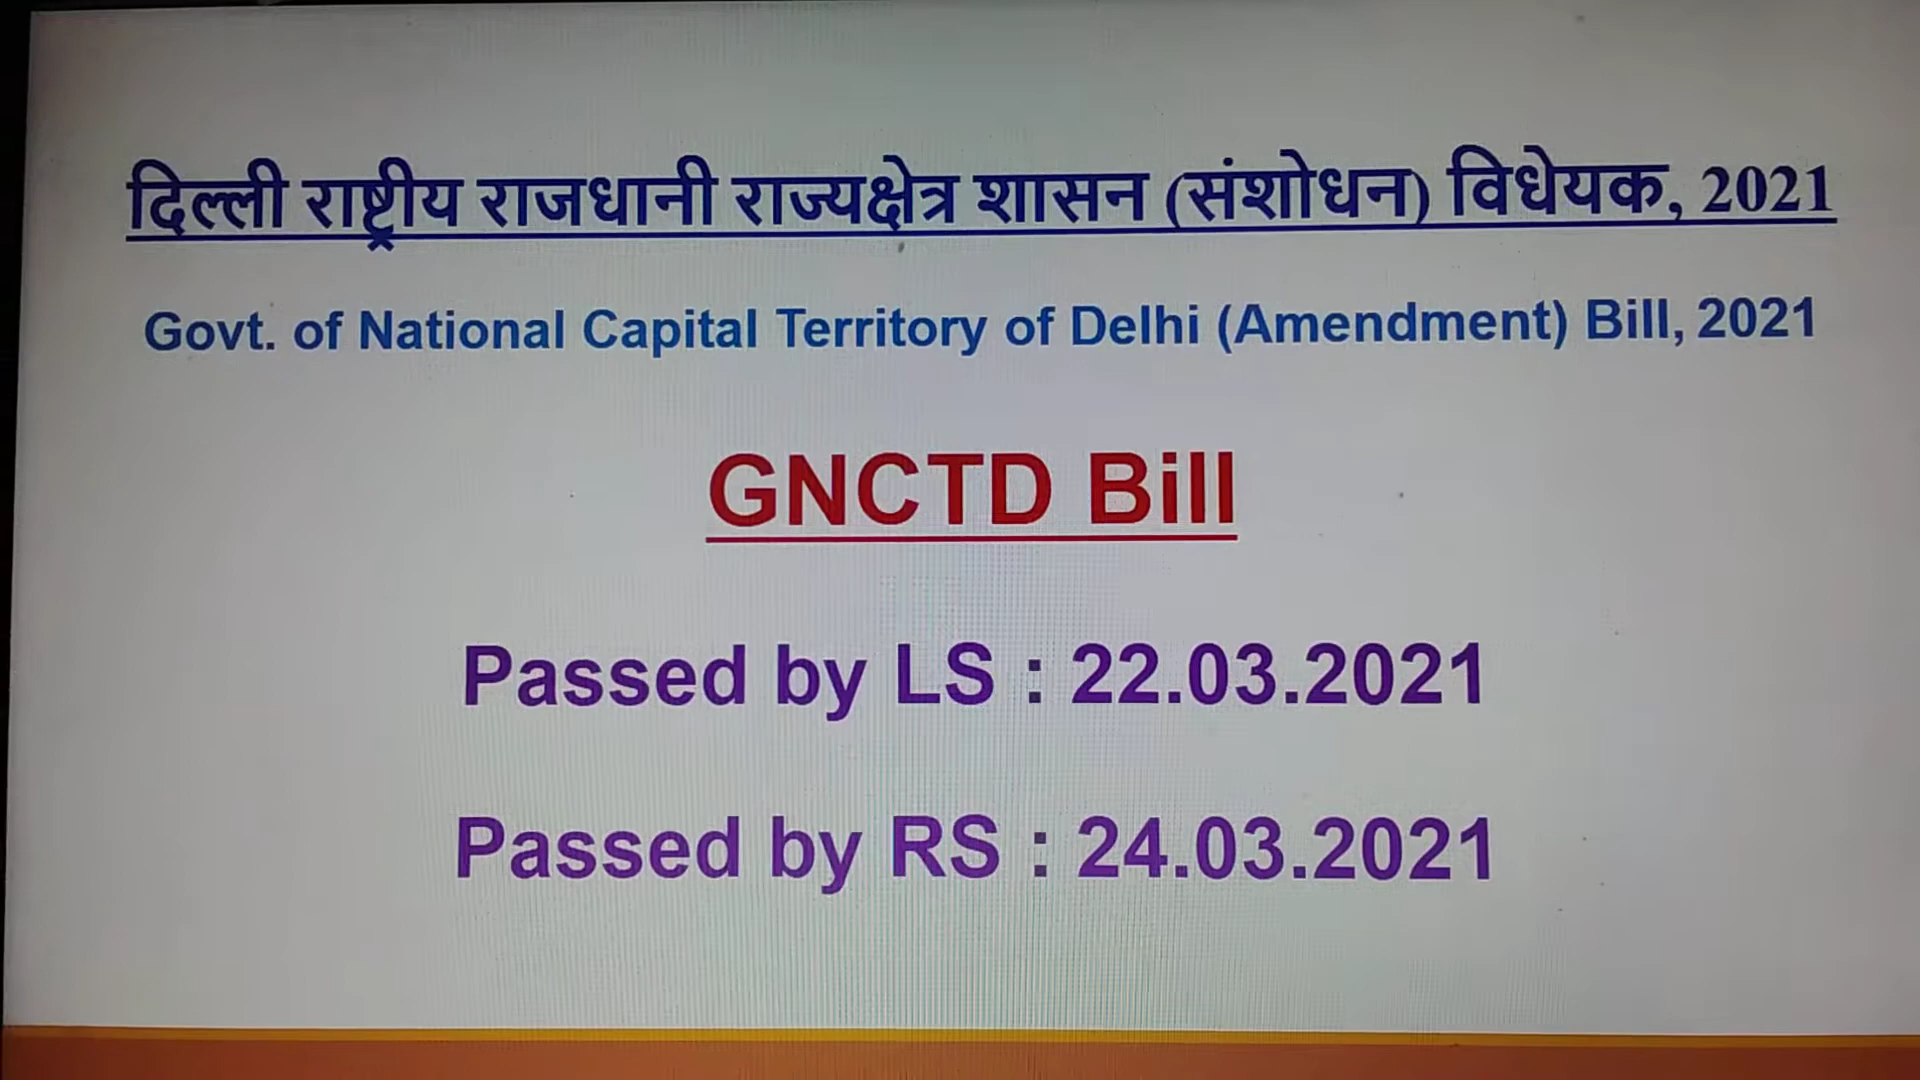 दिल्ली राष्ट्रीय राजधानी राज्यक्षेत्र शासन (संशोधन) विधेयक, 2021
Govt. of National Capital Territory of Delhi (Amendment) Bill, 2021
GNCTD Bill
Passed by LS : 22.03.2021
Passed by RS : 24.03.2021